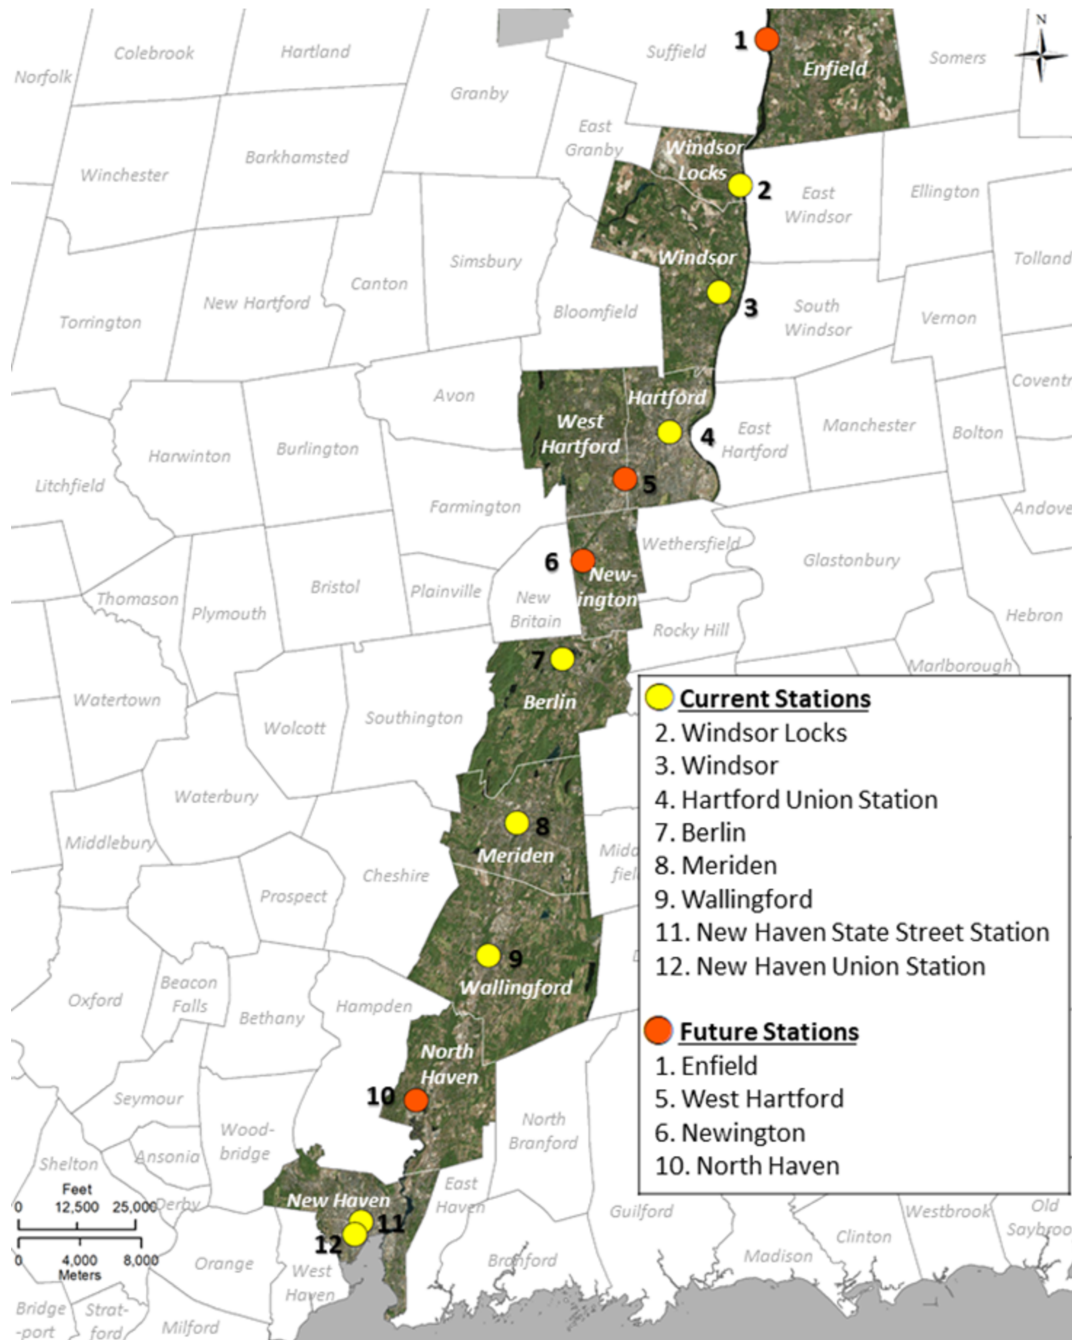 N
Colebrook
Hartland
Suffield
1
Enfield
Somers
Norfolk
Granby
East
Granby
Windsor
Locks
Winchester
Barkhamsted
2
East
Windsor
Ellington
Simsbury
Windsor
Tolland
Canton
New Hartford
Torrington
Bloomfield
3
South
Windsor
Vernon
Avon
Hartford
Coventr
West
Hartford
4
East
Hartford
Manchester
Bolton
Harwinton
Burlington
Litchfield
5
Farmington
Andove
6
Wethersfield
Glastonbury
New-
ington
Thomason
Plymouth
Bristol
Plainville
New
Britain
Rocky Hill
Hebron
Marlborough
7
Berlin
Watertown
Wolcott
Southington
Waterbury
8
Meriden
Middlebury
Prospect
Cheshire
Midd
fiel
9
Wallingford
Oxford
Beacon
Falls
Bethany
Hampden
North
Haven
10
Seymour
Wood-
bridge
North
Branford
Ansonia
Shelton
Derby
New Haven
11
12
East
Haven
Guilford
Westbrook
Old
Saybroo
Clinton
Madison
Branford
Orange
West
Haven
Bridge
-port
Strat-
ford
Milford
Feet
0 12,500 25,000
0 4,000 8,000
Meters
Current Stations
2. Windsor Locks
3. Windsor
4. Hartford Union Station
7. Berlin
8. Meriden
9. Wallingford
11. New Haven State Street Station
12. New Haven Union Station
Future Stations
1. Enfield
5. West Hartford
6. Newington
10. North Haven